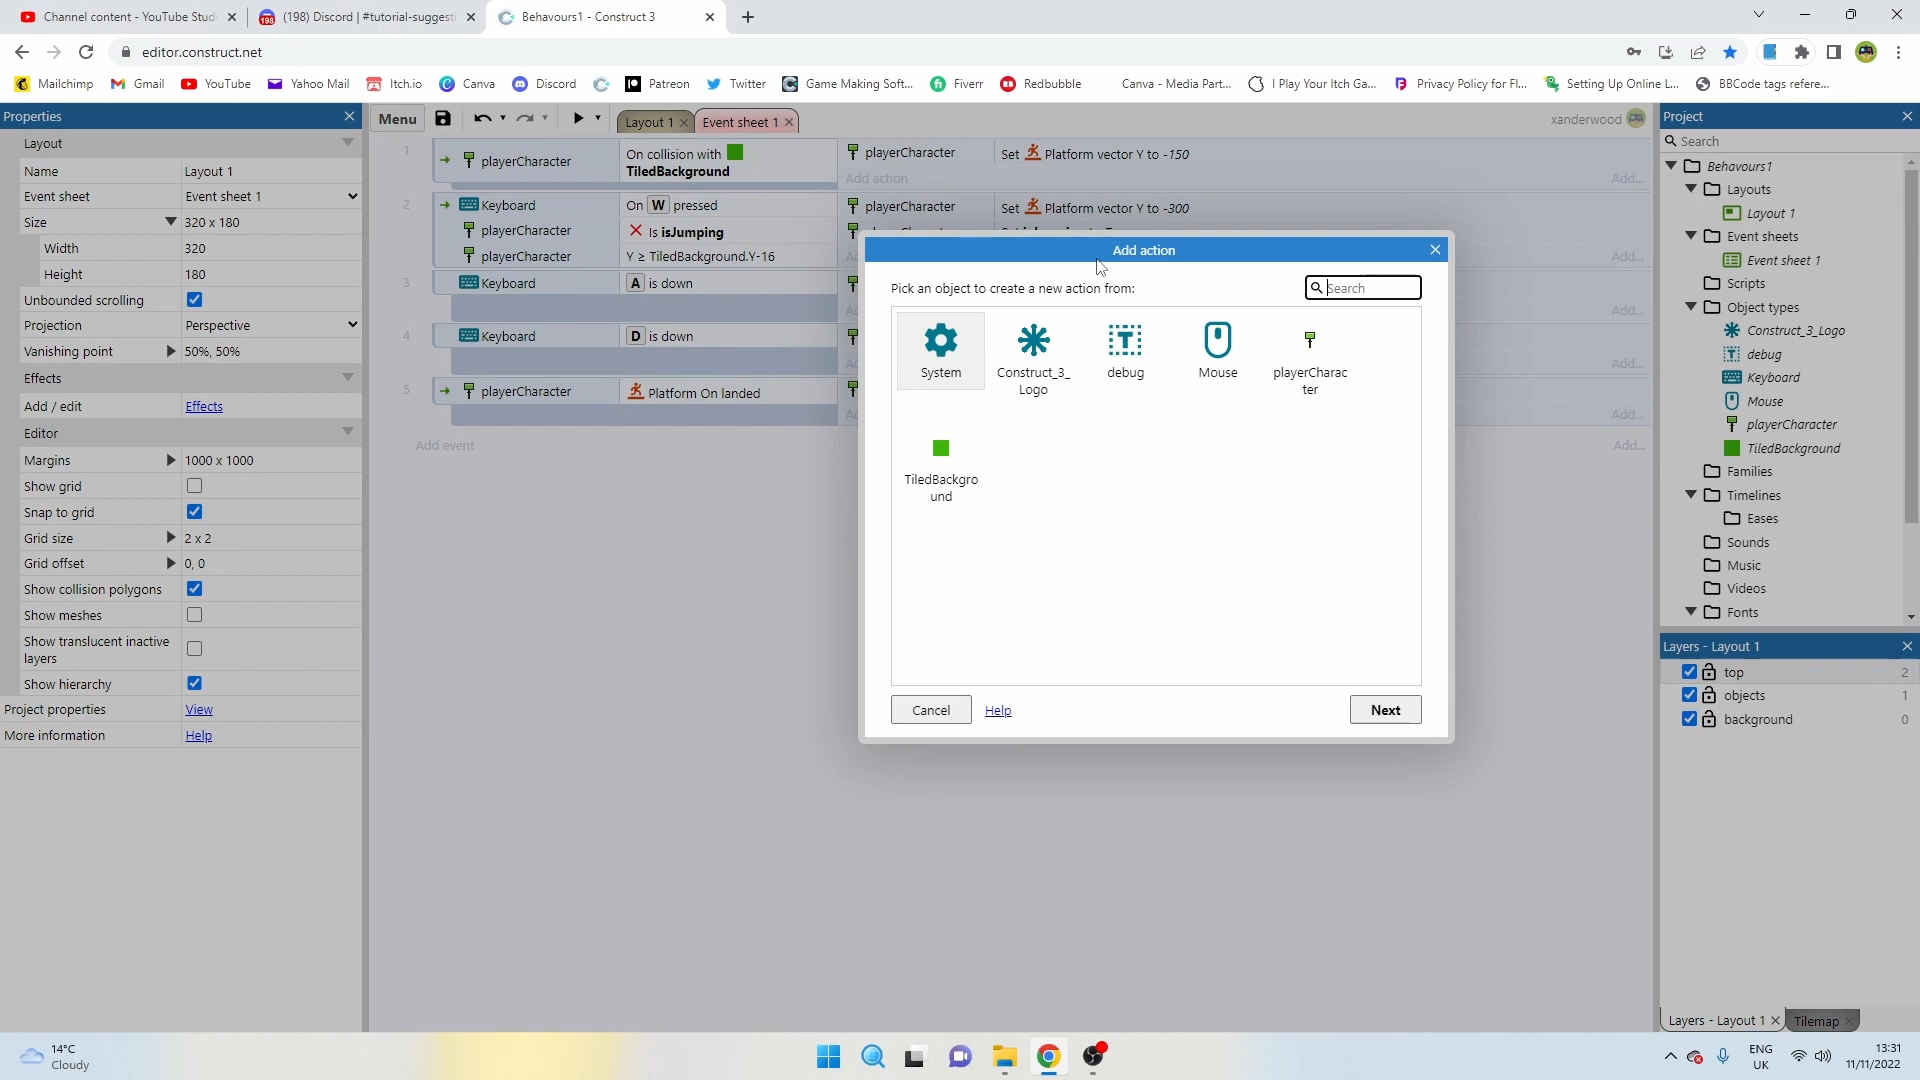 Channel content - YouTube Studi
(198) Discord | #tutorial-suggesti
Behavours1 - Construct 3
editor.construct.net
Mailchimp
Gmail
YouTube
Yahoo Mail
Itch.io
Canva
Discord
Patreon
Twitter
Game Making Soft...
Fiverr
Redbubble
Canva - Media Part...
I Play Your Itch Ga...
Privacy Policy for Fl...
Setting Up Online L...
BBCode tags refere...
Properties
Layout
Name Layout 1
Event sheet Event sheet 1
Size 320 x 180
Width 320
Height 180
Unbounded scrolling
Projection Perspective
Vanishing point 50%, 50%
Effects
Add / edit Effects
Editor
Margins 1000 x 1000
Show grid
Snap to grid
Grid size 2 x 2
Grid offset 0, 0
Show collision polygons
Show meshes
Show translucent inactive
layers
Show hierarchy
Project properties View
More information Help
Menu
Layout 1
Event sheet 1
xanderwood
1 playerCharacter On collision with
TiledBackground
playerCharacter Set Platform vector Y to -150
Add action Add...
2 Keyboard On W pressed
playerCharacter Set Platform vector Y to -300
playerCharacter Is isJumping
playerCharacter Y ≥ TiledBackground.Y-16
Add...
3 Keyboard A is down
Add...
4 Keyboard D is down
Add...
5 playerCharacter Platform On landed
Add...
Add event Add...
Add action
Pick an object to create a new action from:
Search
System
Construct_3_
Logo
debug
Mouse
playerCharac
ter
TiledBackgro
und
Cancel
Help
Next
Project
Search
Behavours1
Layouts
Layout 1
Event sheets
Event sheet 1
Scripts
Object types
Construct_3_Logo
debug
Keyboard
Mouse
playerCharacter
TiledBackground
Families
Timelines
Eases
Sounds
Music
Videos
Fonts
Layers - Layout 1
top 2
objects 1
background 0
Layers - Layout 1
Tilemap
14°C
Cloudy
ENG
UK
13:31
11/11/2022